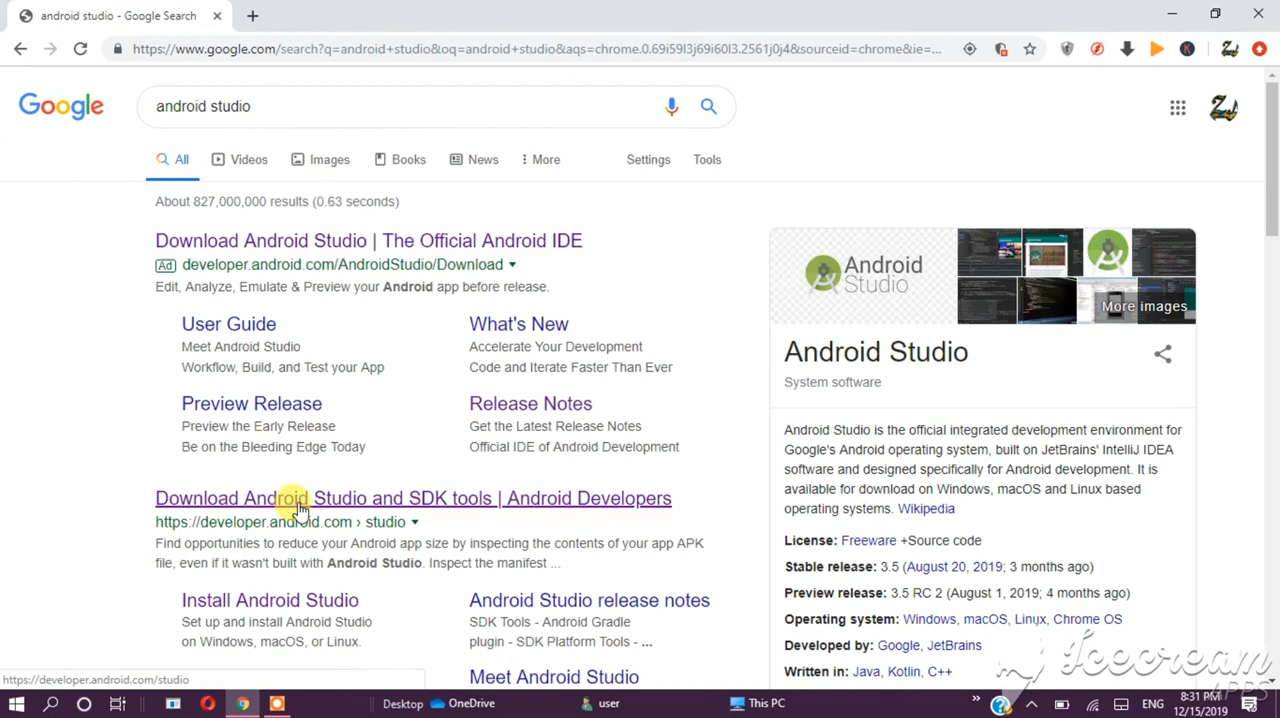 android studio - Google Search
https://www.google.com/search?q=android+studio&oq=android+studio&aqs=chrome.0.69i59l3j69i60l3.2561j0j4&sourceid=chrome&ie=...
Google
android studio
All
Videos
Images
Books
News
More
Settings
Tools
About 827,000,000 results (0.63 seconds)
Download Android Studio | The Official Android IDE
Ad developer.android.com/AndroidStudio/Download
Edit, Analyze, Emulate & Preview your Android app before release.
User Guide
Meet Android Studio
Workflow, Build, and Test your App
What's New
Accelerate Your Development
Code and Iterate Faster Than Ever
Preview Release
Preview the Early Release
Be on the Bleeding Edge Today
Release Notes
Get the Latest Release Notes
Official IDE of Android Development
Download Android Studio and SDK tools | Android Developers
https://developer.android.com › studio
Find opportunities to reduce your Android app size by inspecting the contents of your app APK
file, even if it wasn't built with Android Studio. Inspect the manifest ...
Install Android Studio
Set up and install Android Studio
on Windows, macOS, or Linux.
Android Studio release notes
SDK Tools - Android Gradle
plugin - SDK Platform Tools - ...
Meet Android Studio
Android
Studio
More images
Android Studio
System software
Android Studio is the official integrated development environment for
Google's Android operating system, built on JetBrains' IntelliJ IDEA
software and designed specifically for Android development. It is
available for download on Windows, macOS and Linux based
operating systems. Wikipedia
License: Freeware +Source code
Stable release: 3.5 (August 20, 2019; 3 months ago)
Preview release: 3.5 RC 2 (August 1, 2019; 4 months ago)
Operating system: Windows, macOS, Linux, Chrome OS
Developed by: Google, JetBrains
Written in: Java, Kotlin, C++
https://developer.android.com/studio
Icecream
APPS
Desktop
OneDrive
user
This PC
ENG
8:31 PM
12/15/2019